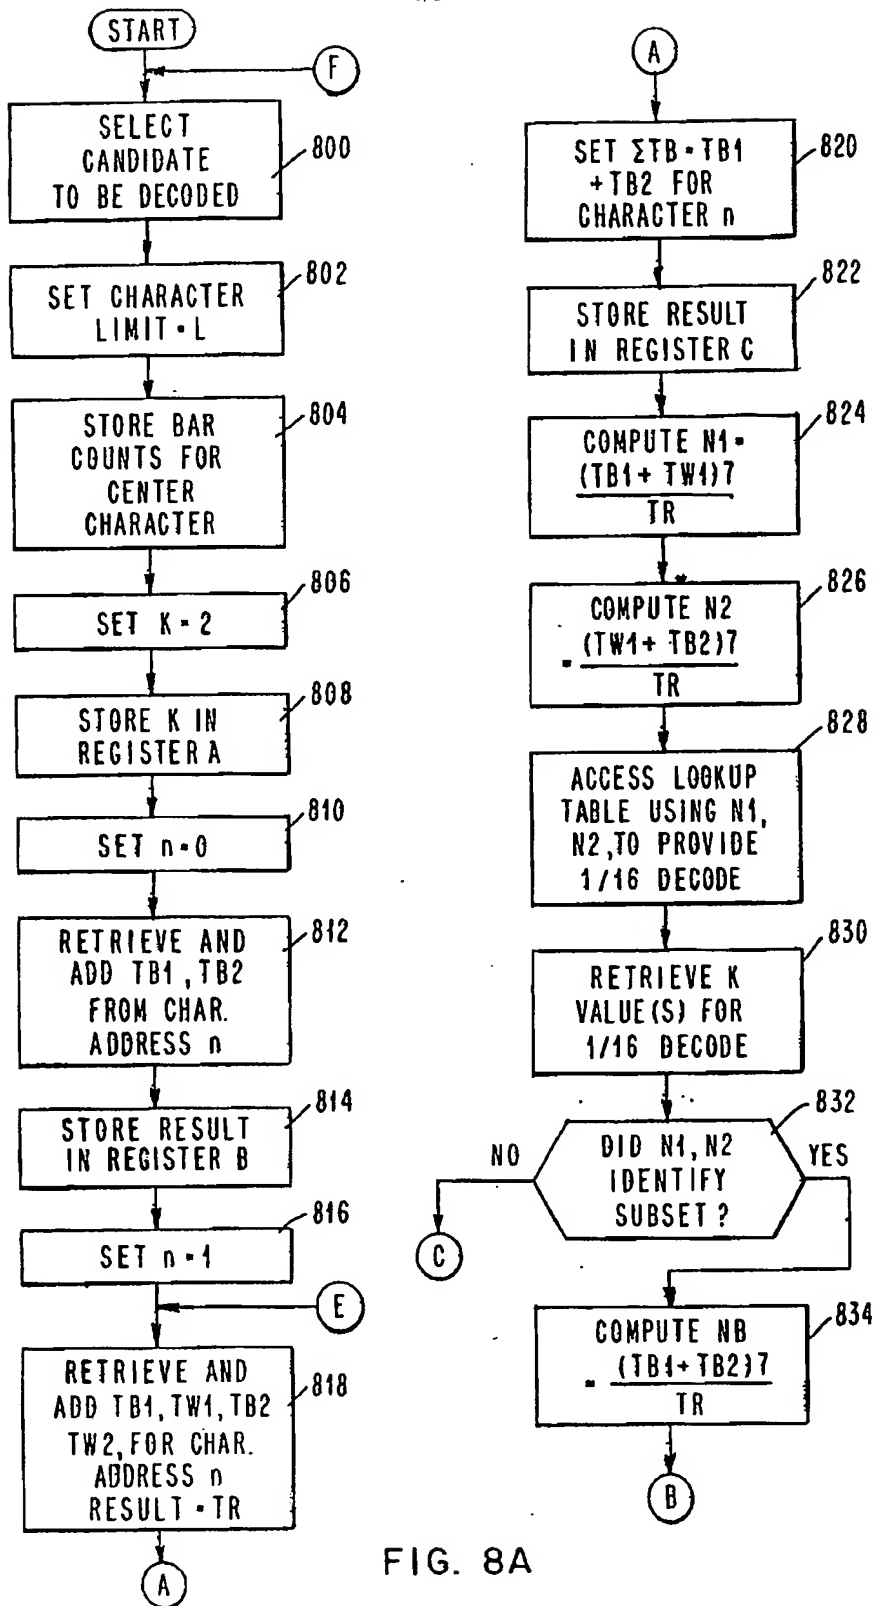 START
F
SELECT
CANDIDATE
TO BE DECODED
800
SET CHARACTER
LIMIT = L
802
STORE BAR
COUNTS FOR
CENTER
CHARACTER
804
SET K = 2
806
STORE K IN
REGISTER A
808
SET n = 0
810
RETRIEVE AND
ADD TB1, TB2
FROM CHAR.
ADDRESS n
812
STORE RESULT
IN REGISTER B
814
SET n = 1
816
E
RETRIEVE AND
ADD TB1, TW1, TB2
TW2, FOR CHAR.
ADDRESS n
RESULT = TR
818
A
A
SET ΣTB = TB1
+ TB2 FOR
CHARACTER n
820
STORE RESULT
IN REGISTER C
822
COMPUTE N1 =
(TB1 + TW1)7
TR
824
COMPUTE N2
= (TW1 + TB2)7
TR
826
ACCESS LOOKUP
TABLE USING N1,
N2, TO PROVIDE
1/16 DECODE
828
RETRIEVE K
VALUE(S) FOR
1/16 DECODE
830
DID N1, N2
IDENTIFY
SUBSET ?
832
NO
YES
C
COMPUTE NB
= (TB1 + TB2)7
TR
834
B
FIG. 8A